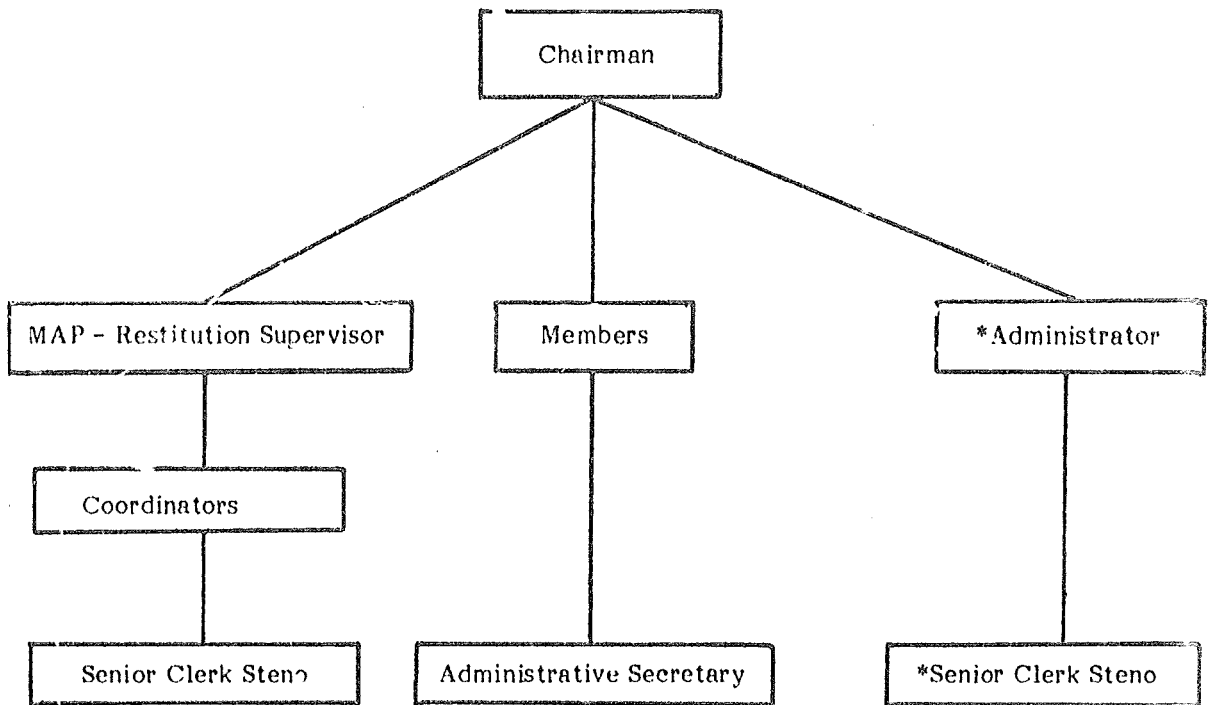 Chairman
MAP - Restitution Supervisor
Members
*Administrator
Coordinators
Senior Clerk Steno
Administrative Secretary
*Senior Clerk Steno